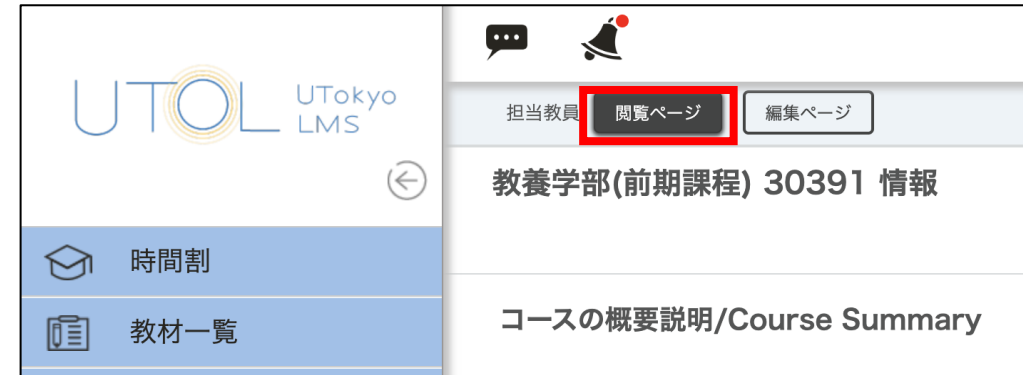 UTOL
UTokyo
LMS
担当教員 閲覧ページ 編集ページ
教養学部(前期課程) 30391 情報
時間割
教材一覧
コースの概要説明/Course Summary